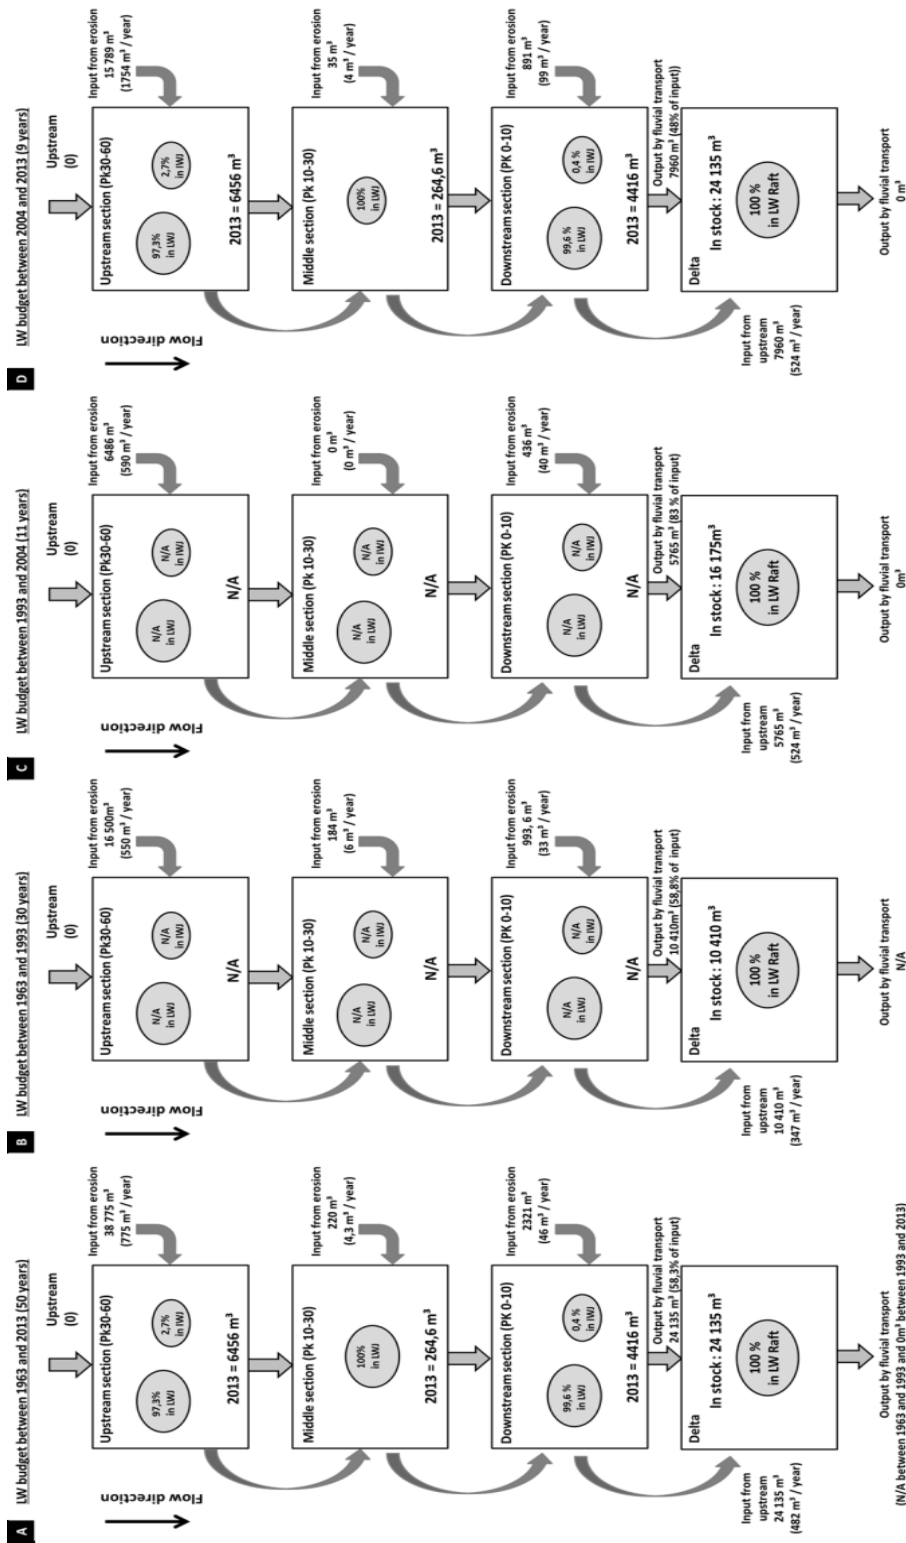 A
LW budget between 1963 and 2013 (50 years)
Flow direction
Upstream
(0)
Upstream section (Pk30-60)
97,3%
in LWJ
2,7%
in IWJ
2013 = 6456 m³
Input from erosion
38 775 m³
(775 m³ / year)
Middle section (Pk 10-30)
100%
in LWJ
2013 = 264,6 m³
Input from erosion
220 m³
(4,3 m³ / year)
Downstream section (PK 0-10)
99,6 %
in LWJ
0,4 %
in IWJ
2013 = 4416 m³
Input from erosion
2321 m³
(46 m³ / year)
Output by fluvial transport
24 135 m³ (58,3% of input)
Input from
upstream
24 135 m³
(482 m³ / year)
Delta
In stock : 24 135 m³
100 %
in LW Raft
Output by fluvial transport
(N/A between 1963 and 1993 and 0m³ between 1993 and 2013)
B
LW budget between 1963 and 1993 (30 years)
Flow direction
Upstream
(0)
Upstream section (Pk30-60)
N/A
in LWJ
N/A
in IWJ
N/A
Input from erosion
16 500m³
(550 m³ / year)
Middle section (Pk 10-30)
N/A
in LWJ
N/A
in IWJ
N/A
Input from erosion
184 m³
(6 m³ / year)
Downstream section (PK 0-10)
N/A
in LWJ
N/A
in IWJ
N/A
Input from erosion
993, 6 m³
(33 m³ / year)
Output by fluvial transport
10 410m³ (58,8% of input)
Input from
upstream
10 410 m³
(347 m³ / year)
Delta
In stock : 10 410 m³
100 %
in LW Raft
Output by fluvial transport
N/A
C
LW budget between 1993 and 2004 (11 years)
Flow direction
Upstream
(0)
Upstream section (Pk30-60)
N/A
in LWJ
N/A
in IWJ
N/A
Input from erosion
6486 m³
(590 m³ / year)
Middle section (Pk 10-30)
N/A
in LWJ
N/A
in IWJ
N/A
Input from erosion
0 m³
(0 m³ / year)
Downstream section (PK 0-10)
N/A
in LWJ
N/A
in IWJ
N/A
Input from erosion
436 m³
(40 m³ / year)
Output by fluvial transport
5765 m³ (83 % of input)
Input from
upstream
5765 m³
(524 m³ / year)
Delta
In stock : 16 175m³
100 %
in LW Raft
Output by fluvial transport
0m³
D
LW budget between 2004 and 2013 (9 years)
Flow direction
Upstream
(0)
Upstream section (Pk30-60)
97,3%
in LWJ
2,7%
in IWJ
2013 = 6456 m³
Input from erosion
15 789 m³
(1754 m³ / year)
Middle section (Pk 10-30)
100%
in LWJ
2013 = 264,6 m³
Input from erosion
35 m³
(4 m³ / year)
Downstream section (PK 0-10)
99,6 %
in LWJ
0,4 %
in IWJ
2013 = 4416 m³
Input from erosion
891 m³
(99 m³ / year)
Output by fluvial transport
7960 m³ (48% of input))
Input from
upstream
7960 m³
(524 m³ / year)
Delta
In stock : 24 135 m³
100 %
in LW Raft
Output by fluvial transport
0 m³